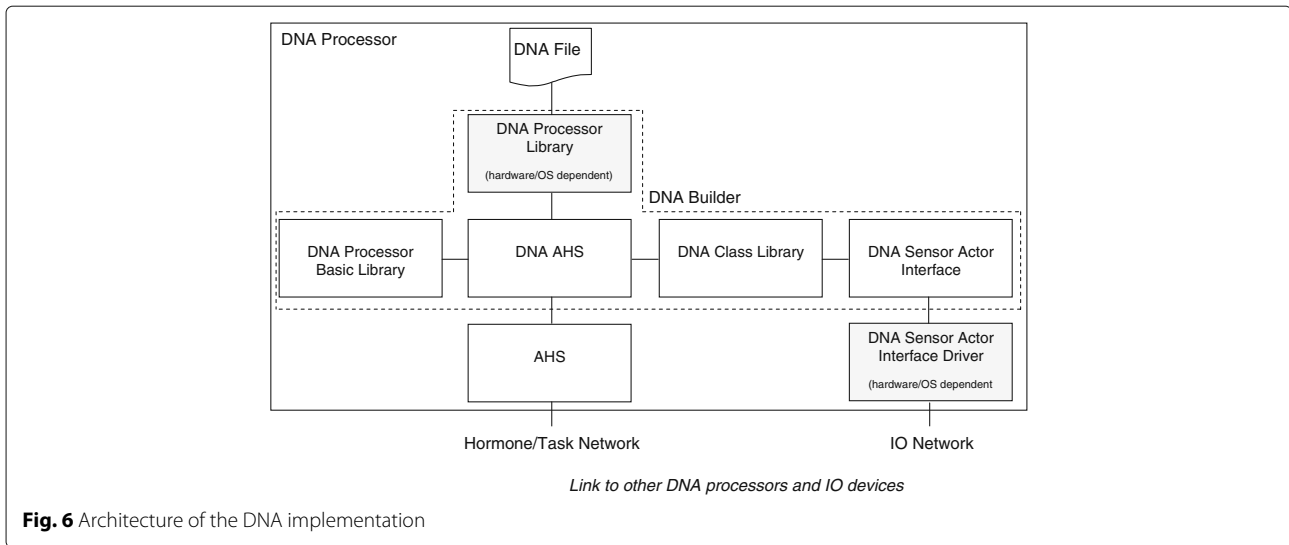 DNA Processor
DNA File
DNA Processor
Library
(hardware/OS dependent)
DNA Builder
DNA Processor
Basic Library
DNA AHS
DNA Class Library
DNA Sensor Actor
Interface
AHS
DNA Sensor Actor
Interface Driver
(hardware/OS dependent
Hormone/Task Network
IO Network
Link to other DNA processors and IO devices
Fig. 6 Architecture of the DNA implementation